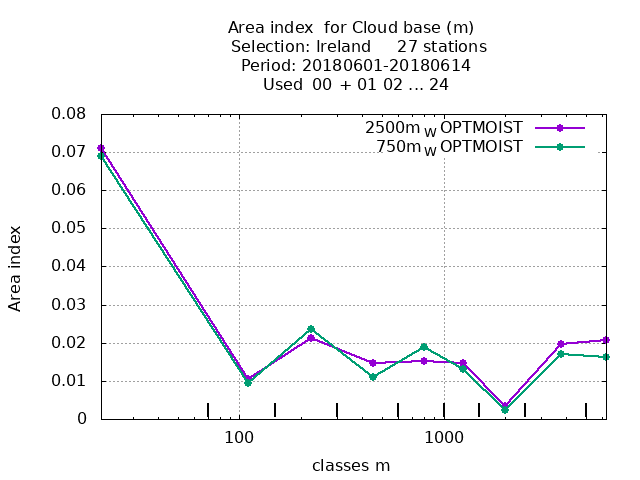 Area index  for Cloud base (m)
Selection: Ireland     27 stations
Period: 20180601-20180614
Used  00 + 01 02 ... 24
2500m W OPTMOIST
750m W OPTMOIST
0.08
0.07
0.06
0.05
0.04
0.03
0.02
0.01
0
Area index
100
1000
classes m